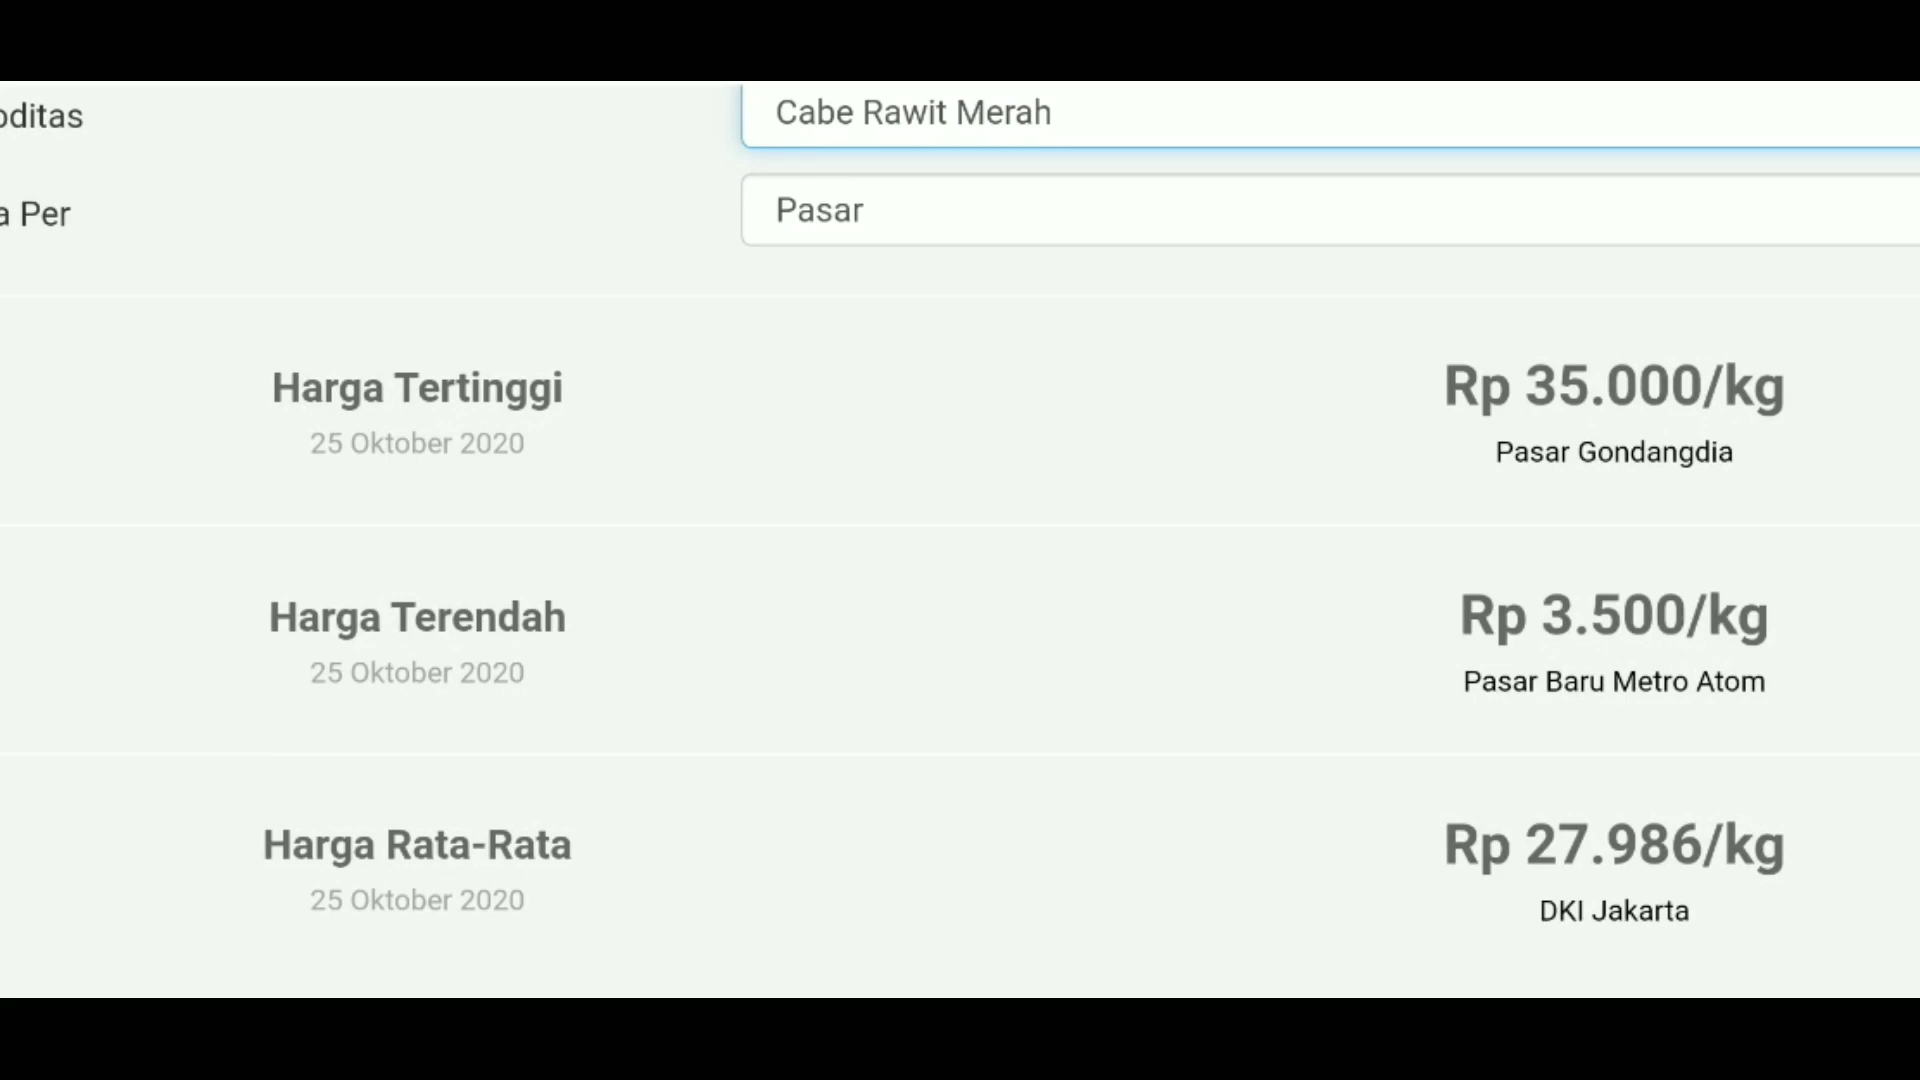 oditas
Cabe Rawit Merah
a Per
Pasar
Harga Tertinggi
25 Oktober 2020
Rp 35.000/kg
Pasar Gondangdia
Harga Terendah
25 Oktober 2020
Rp 3.500/kg
Pasar Baru Metro Atom
Harga Rata-Rata
25 Oktober 2020
Rp 27.986/kg
DKI Jakarta